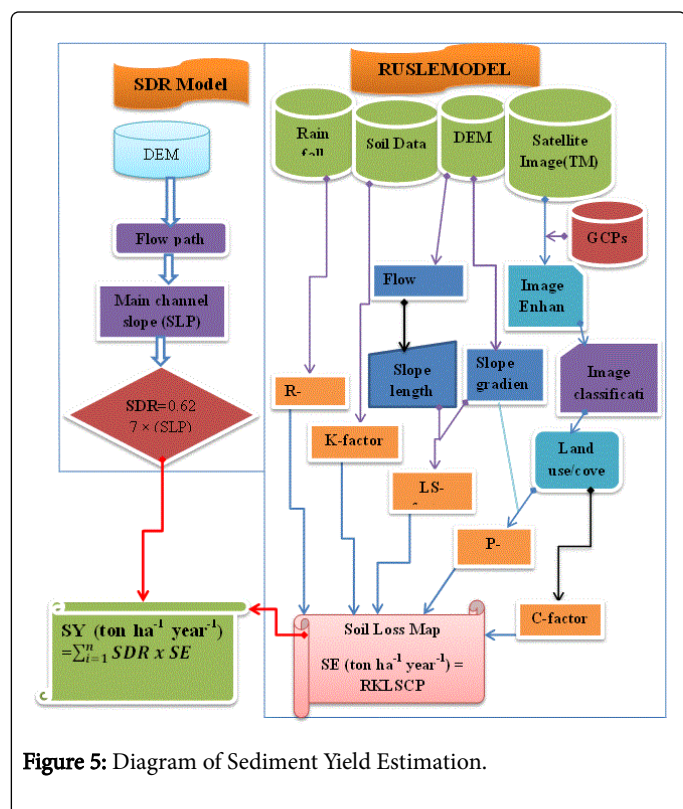 SDR Model
DEM
Flow path
Main channel
slope (SLP)
SDR=0.62
7 × (SLP)
SY (ton ha⁻¹ year⁻¹)
=∑ⁿᵢ₌₁ SDR x SE
RUSLEMODEL
Rain
fall
Soil Data
DEM
Satellite
Image(TM)
GCPs
Flow
Image
Enhan
Slope
length
Slope
gradien
Image
classificati
R-
K-factor
Land
use/cove
LS-
P-
C-factor
Soil Loss Map
SE (ton ha⁻¹ year⁻¹) =
RKLSCP
Figure 5: Diagram of Sediment Yield Estimation.